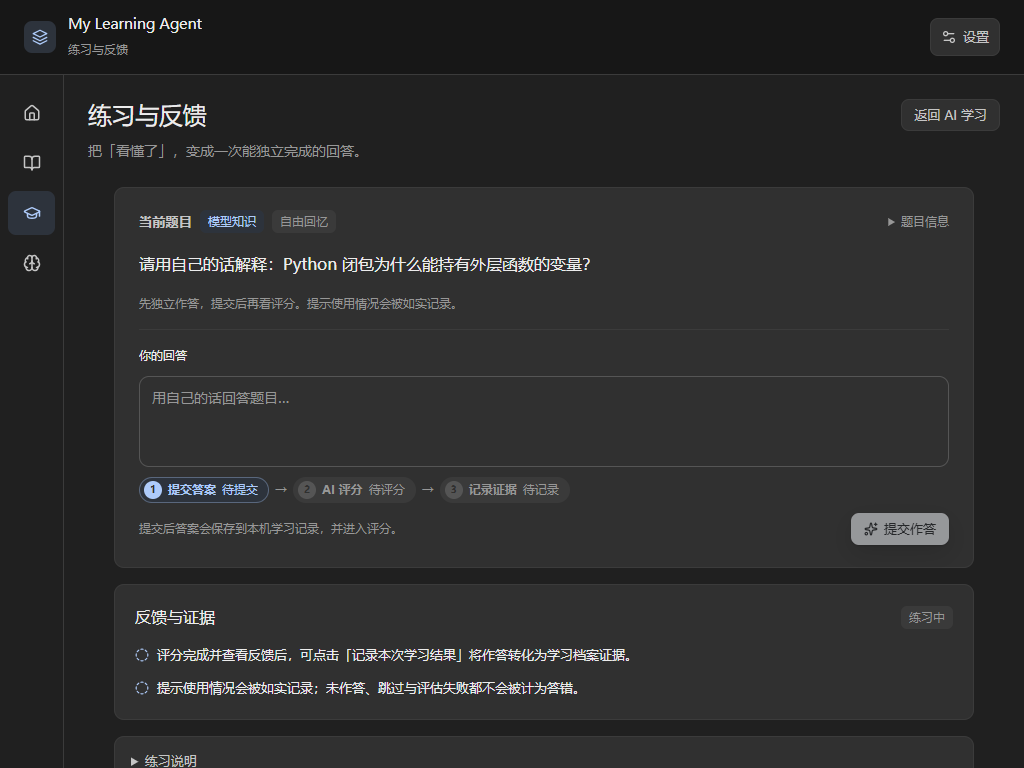 My Learning Agent
练习与反馈
设置
练习与反馈
返回 AI 学习
把「看懂了」，变成一次能独立完成的回答。
当前题目 模型知识 自由回忆
题目信息
请用自己的话解释：Python 闭包为什么能持有外层函数的变量？
先独立作答，提交后再看评分。提示使用情况会被如实记录。
你的回答
用自己的话回答题目...
1 提交答案 待提交 → 2 AI 评分 待评分 → 3 记录证据 待记录
提交后答案会保存到本机学习记录，并进入评分。
提交作答
反馈与证据
练习中
评分完成并查看反馈后，可点击「记录本次学习结果」将作答转化为学习档案证据。
提示使用情况会被如实记录；未作答、跳过与评估失败都不会被计为答错。
练习说明